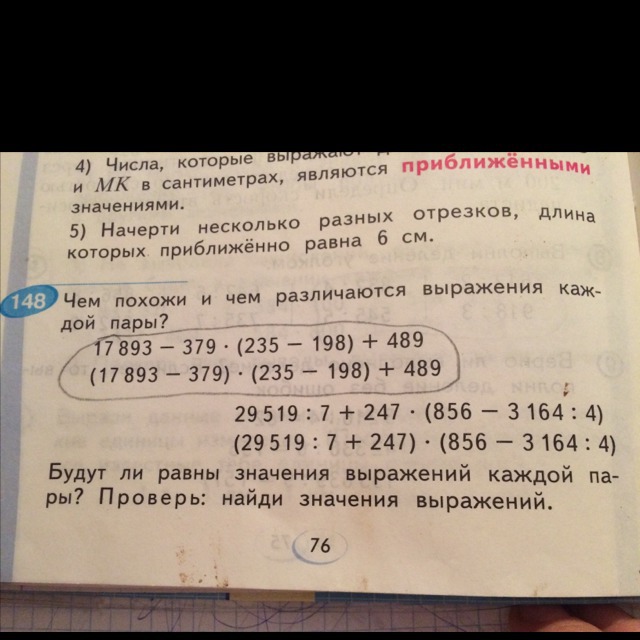 4) Числа, которые выражают
и MK в сантиметрах, являются приближёнными
значениями.
5) Начерти несколько разных отрезков, длина
которых приближённо равна 6 см.
148 Чем похожи и чем различаются выражения каж-
дой пары?
17 893 − 379 · (235 − 198) + 489
(17 893 − 379) · (235 − 198) + 489
29 519 : 7 + 247 · (856 − 3 164 : 4)
(29 519 : 7 + 247) · (856 − 3 164 : 4)
Будут ли равны значения выражений каждой па-
ры? Проверь: найди значения выражений.
76